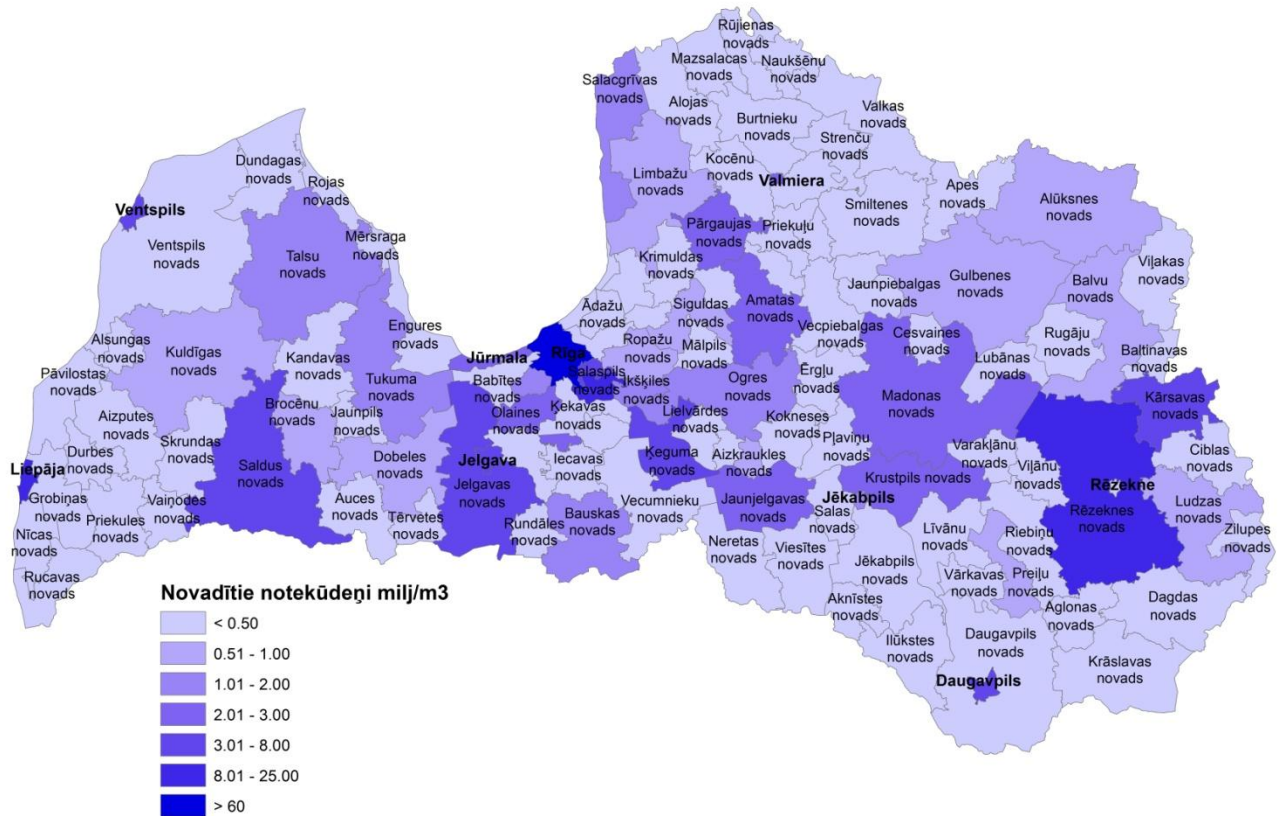 Rūjienas
novads
Mazsalacas
novads
Naukšēnu
novads
Salacgrīvas
novads
Alojas
novads
Valkas
novads
Burtnieku
novads
Strenču
novads
Dundagas
novads
Rojas
novads
Limbažu
novads
Kocēnu
novads
Valmiera
Apes
novads
Smiltenes
novads
Alūksnes
novads
Ventspils
Ventspils
novads
Talsu
novads
Mērsraga
novads
Pārgaujas
novads
Priekuļu
novads
Krimuldas
novads
Jaunpiebalgas
novads
Gulbenes
novads
Balvu
novads
Viļakas
novads
Ādažu
novads
Siguldas
novads
Amatas
novads
Vecpiebalgas
novads
Cesvaines
novads
Rugāju
novads
Alsungas
novads
Kuldīgas
novads
Engures
novads
Kandavas
novads
Jūrmala
Rīga
Ropažu
novads
Mālpils
novads
Lubānas
novads
Baltinavas
novads
Pāvilostas
novads
Tukuma
novads
Babītes
novads
Salaspils
novads
Ikšķiles
novads
Ogres
novads
Ērgļu
novads
Madonas
novads
Kārsavas
novads
Aizputes
novads
Brocēnu
novads
Jaunpils
novads
Olaines
novads
Ķekavas
novads
Lielvārdes
novads
Kokneses
novads
Pļaviņu
novads
Varakļānu
novads
Ciblas
novads
Skrundas
novads
Durbes
novads
Dobeles
novads
Jelgava
Jelgavas
novads
Iecavas
novads
Ķeguma
novads
Aizkraukles
novads
Viļānu
novads
Liepāja
Grobiņas
novads
Saldus
novads
Vaiņodes
novads
Priekules
novads
Auces
novads
Tērvetes
novads
Rundāles
novads
Bauskas
novads
Vecumnieku
novads
Jaunjelgavas
novads
Krustpils novads
Jēkabpils
Salas
novads
Rēzekne
Rēzeknes
novads
Ludzas
novads
Zilupes
novads
Nīcas
novads
Rucavas
novads
Neretas
novads
Viesītes
novads
Jēkabpils
novads
Līvānu
novads
Riebiņu
novads
Vārkavas
novads
Preiļu
novads
Aglonas
novads
Dagdas
novads
Aknīstes
novads
Ilūkstes
novads
Daugavpils
novads
Krāslavas
novads
Daugavpils
Novadītie notekūdeņi milj/m3
< 0.50
0.51 - 1.00
1.01 - 2.00
2.01 - 3.00
3.01 - 8.00
8.01 - 25.00
> 60